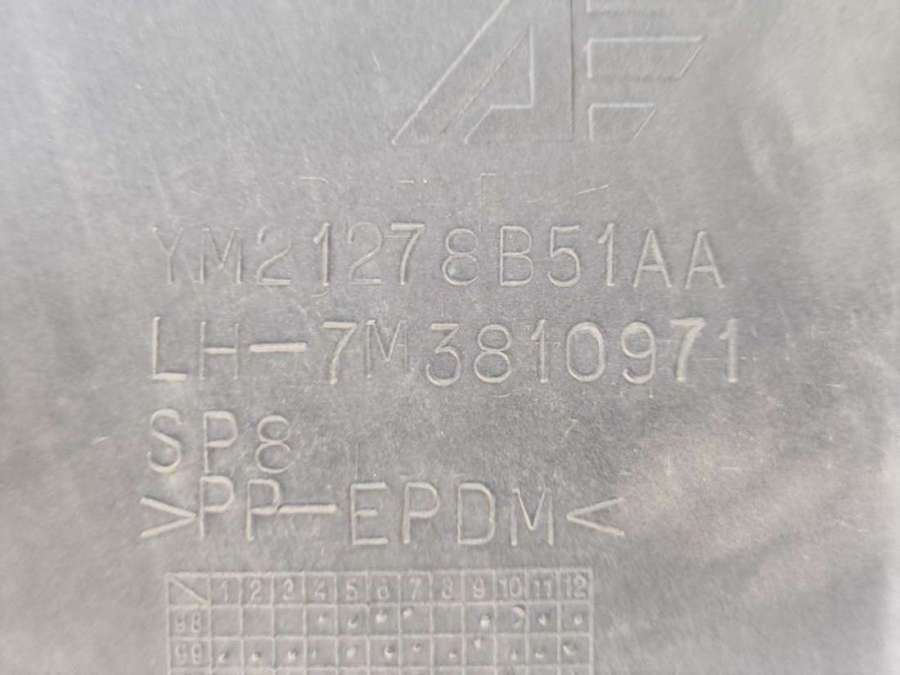 AE
YM21278B51AA
LH-7M3810971
SP8
>PP-EPDM<
1 2 3 4 5 6 7 8 9 10 11 12
98
99